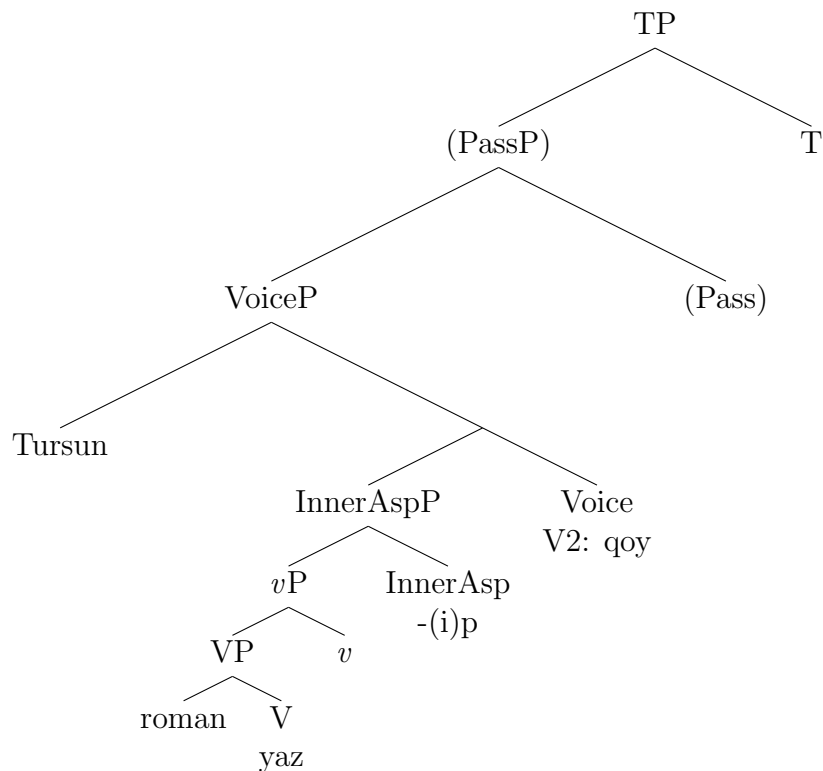 TP
(PassP) T
VoiceP (Pass)
Tursun
InnerAspP Voice
V2: qoy
vP InnerAsp
-(i)p
VP v
roman V
yaz